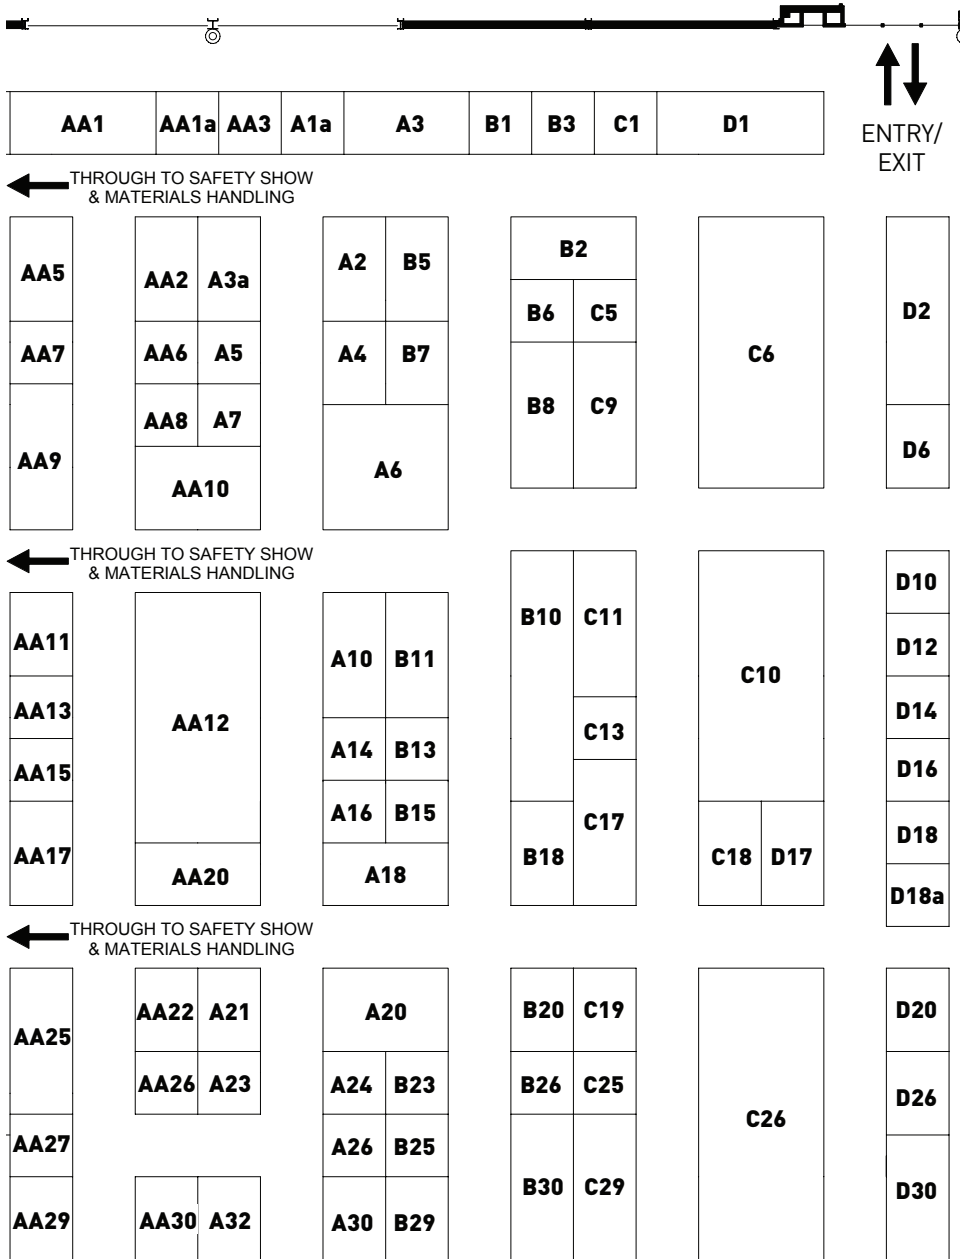 AA1 AA1a AA3 A1a A3 B1 B3 C1 D1
ENTRY/
EXIT
THROUGH TO SAFETY SHOW
& MATERIALS HANDLING
AA5 AA2 A3a A2 B5 B2 D2
B6 C5
AA7 AA6 A5 A4 B7 C6
AA8 A7 B8 C9
AA9 A6 D6
AA10
THROUGH TO SAFETY SHOW
& MATERIALS HANDLING
D10
AA11 A10 B11 B10 C11 D12
C10
AA13 AA12 C13 D14
AA15 A14 B13 D16
A16 B15 C17
AA17 B18 C18 D17 D18
AA20 A18 D18a
THROUGH TO SAFETY SHOW
& MATERIALS HANDLING
AA22 A21 A20 B20 C19 D20
AA25
AA26 A23 A24 B23 B26 C25 D26
C26
AA27 A26 B25
B30 C29 D30
AA29 AA30 A32 A30 B29